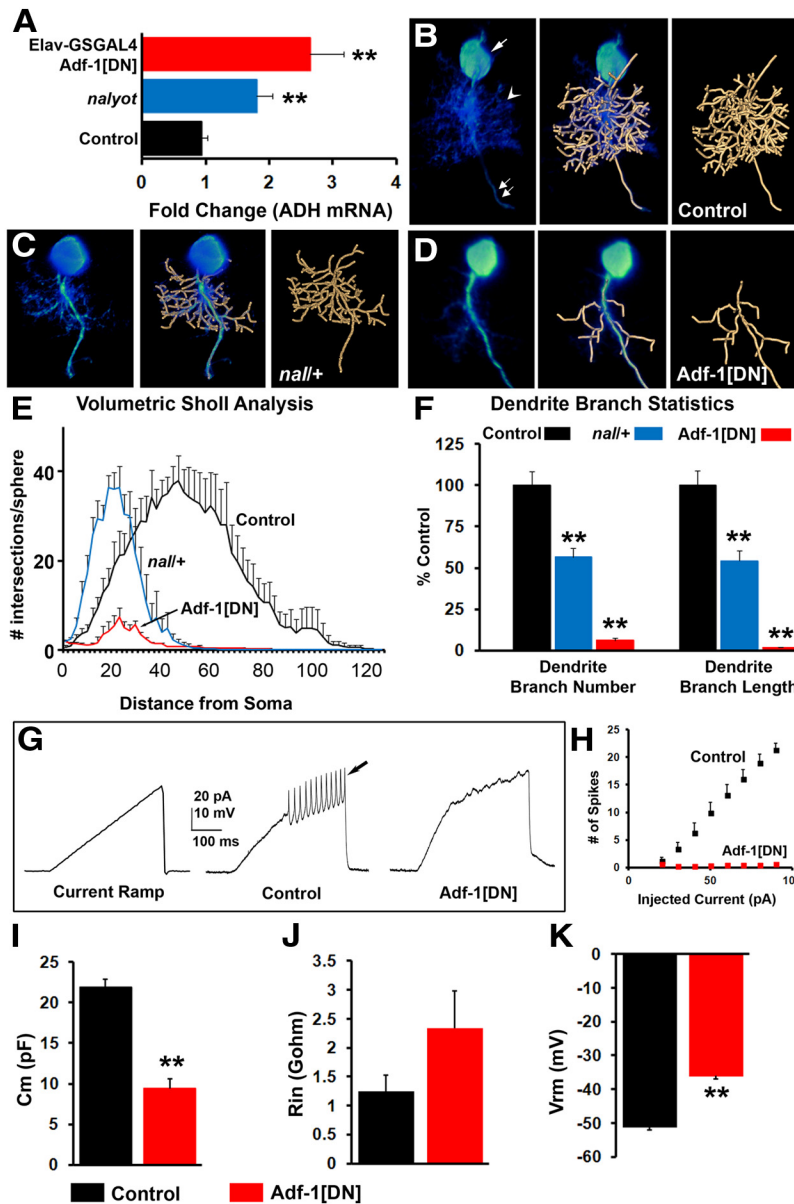 A
Elav-GSGAL4
Adf-1[DN]
**
nalyot
**
Control
0 1 2 3 4
Fold Change (ADH mRNA)
B
Control
C
nal/+
D
Adf-1[DN]
E
Volumetric Sholl Analysis
# intersections/sphere
40
20
0
Control
nal/+
Adf-1[DN]
0 20 40 60 80 100 120
Distance from Soma
F
Dendrite Branch Statistics
Control
nal/+
Adf-1[DN]
% Control
125
100
75
50
25
0
**
**
**
**
Dendrite
Branch Number
Dendrite
Branch Length
G
20 pA
10 mV
100 ms
Current Ramp
Control
Adf-1[DN]
H
# of Spikes
25
20
15
10
5
0
Control
Adf-1[DN]
0 50 10
Injected Current (pA)
I
Cm (pF)
25
20
15
10
5
0
**
J
Rin (Gohm)
3.5
3
2.5
2
1.5
1
0.5
0
K
Vrm (mV)
0
-10
-20
-30
-40
-50
-60
**
Control
Adf-1[DN]